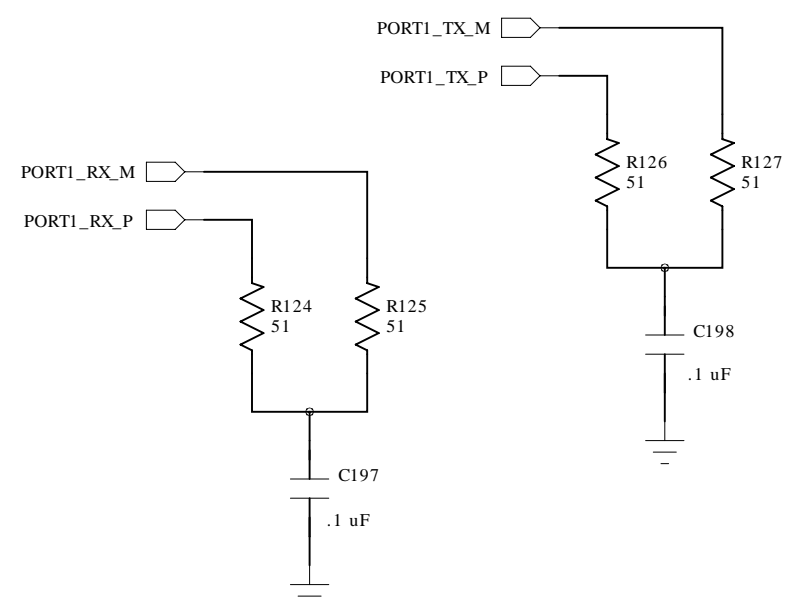 PORT1_TX_M
PORT1_TX_P
R126
51
R127
51
PORT1_RX_M
PORT1_RX_P
R124
51
R125
51
C198
.1 uF
C197
.1 uF